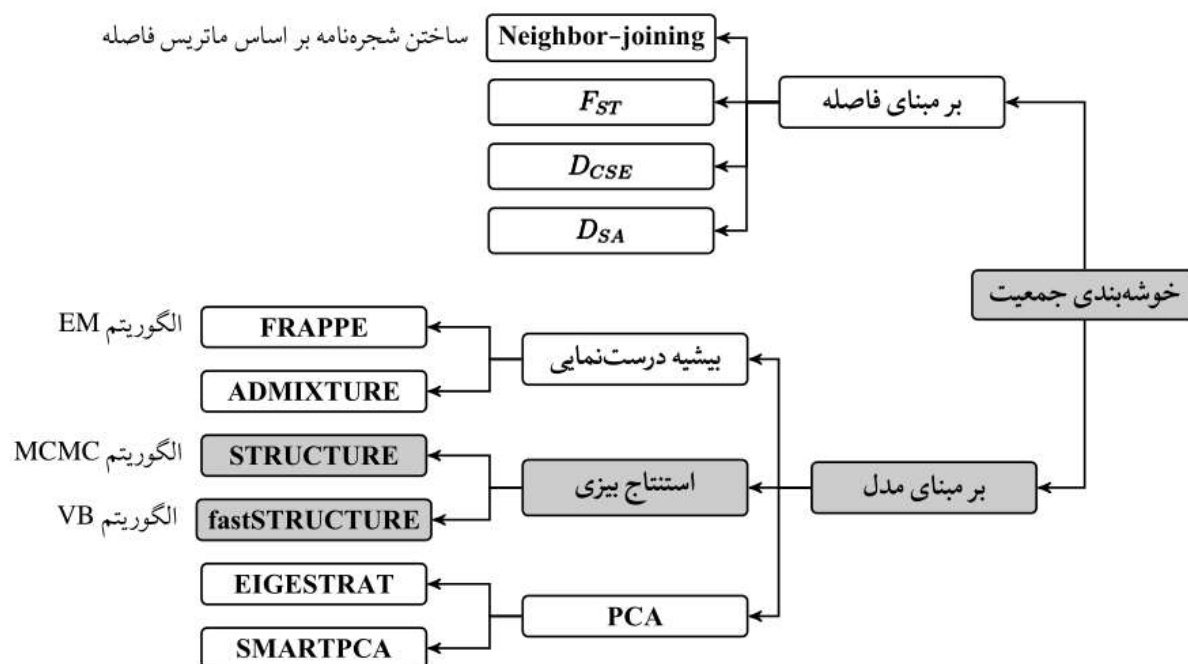 خوشه‌بندی جمعیت
بر مبنای فاصله
Neighbor-joining
ساختن شجره‌نامه بر اساس ماتریس فاصله
F_ST
D_CSE
D_SA
بر مبنای مدل
بیشیه درست‌نمایی
FRAPPE
الگوریتم EM
ADMIXTURE
استنتاج بیزی
STRUCTURE
الگوریتم MCMC
fastSTRUCTURE
الگوریتم VB
PCA
EIGESTRAT
SMARTPCA